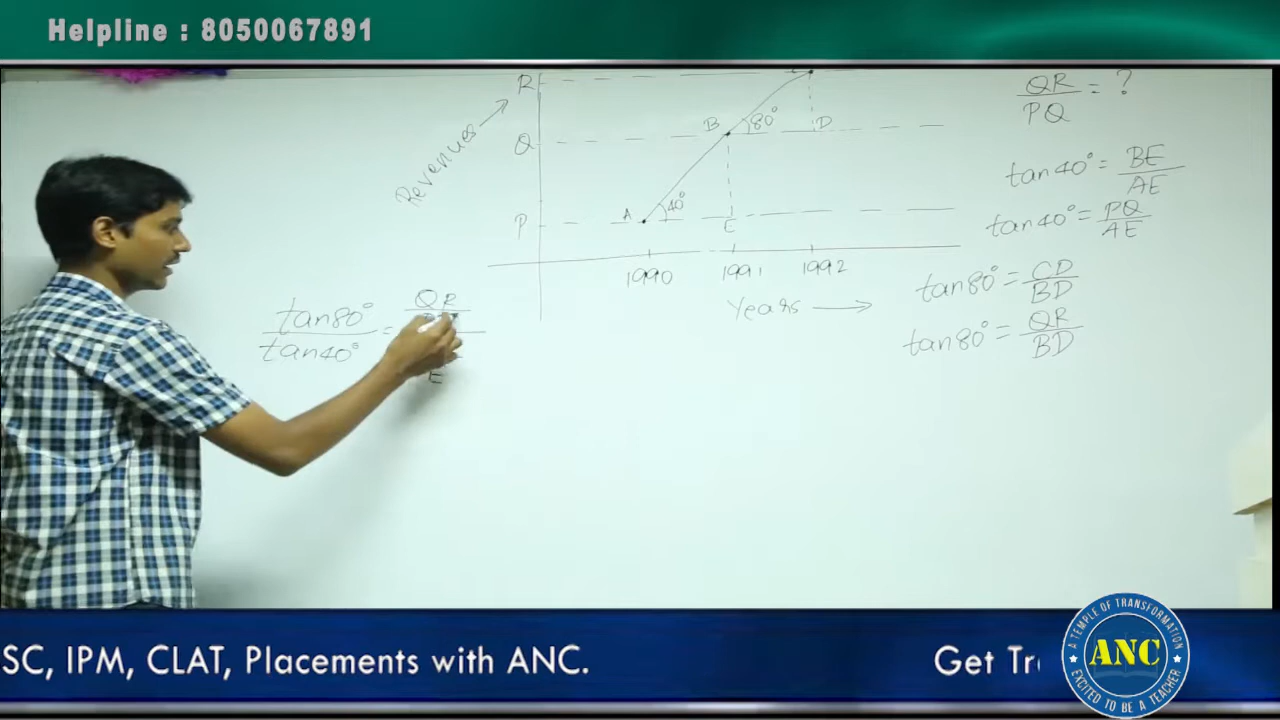 Helpline : 8050067891
R
Q
P
Revenues
A
B
D
E
40°
80°
1990
1991
1992
Years
QR
PQ
= ?
tan40° = BE
AE
tan40° = PQ
AE
tan80° = CD
BD
tan80° = QR
BD
tan80°
tan40°
=
QR
E
SC, IPM, CLAT, Placements with ANC.
Get Tr
A TEMPLE OF TRANSFORMATION
ANC
EXCITED TO BE A TEACHER